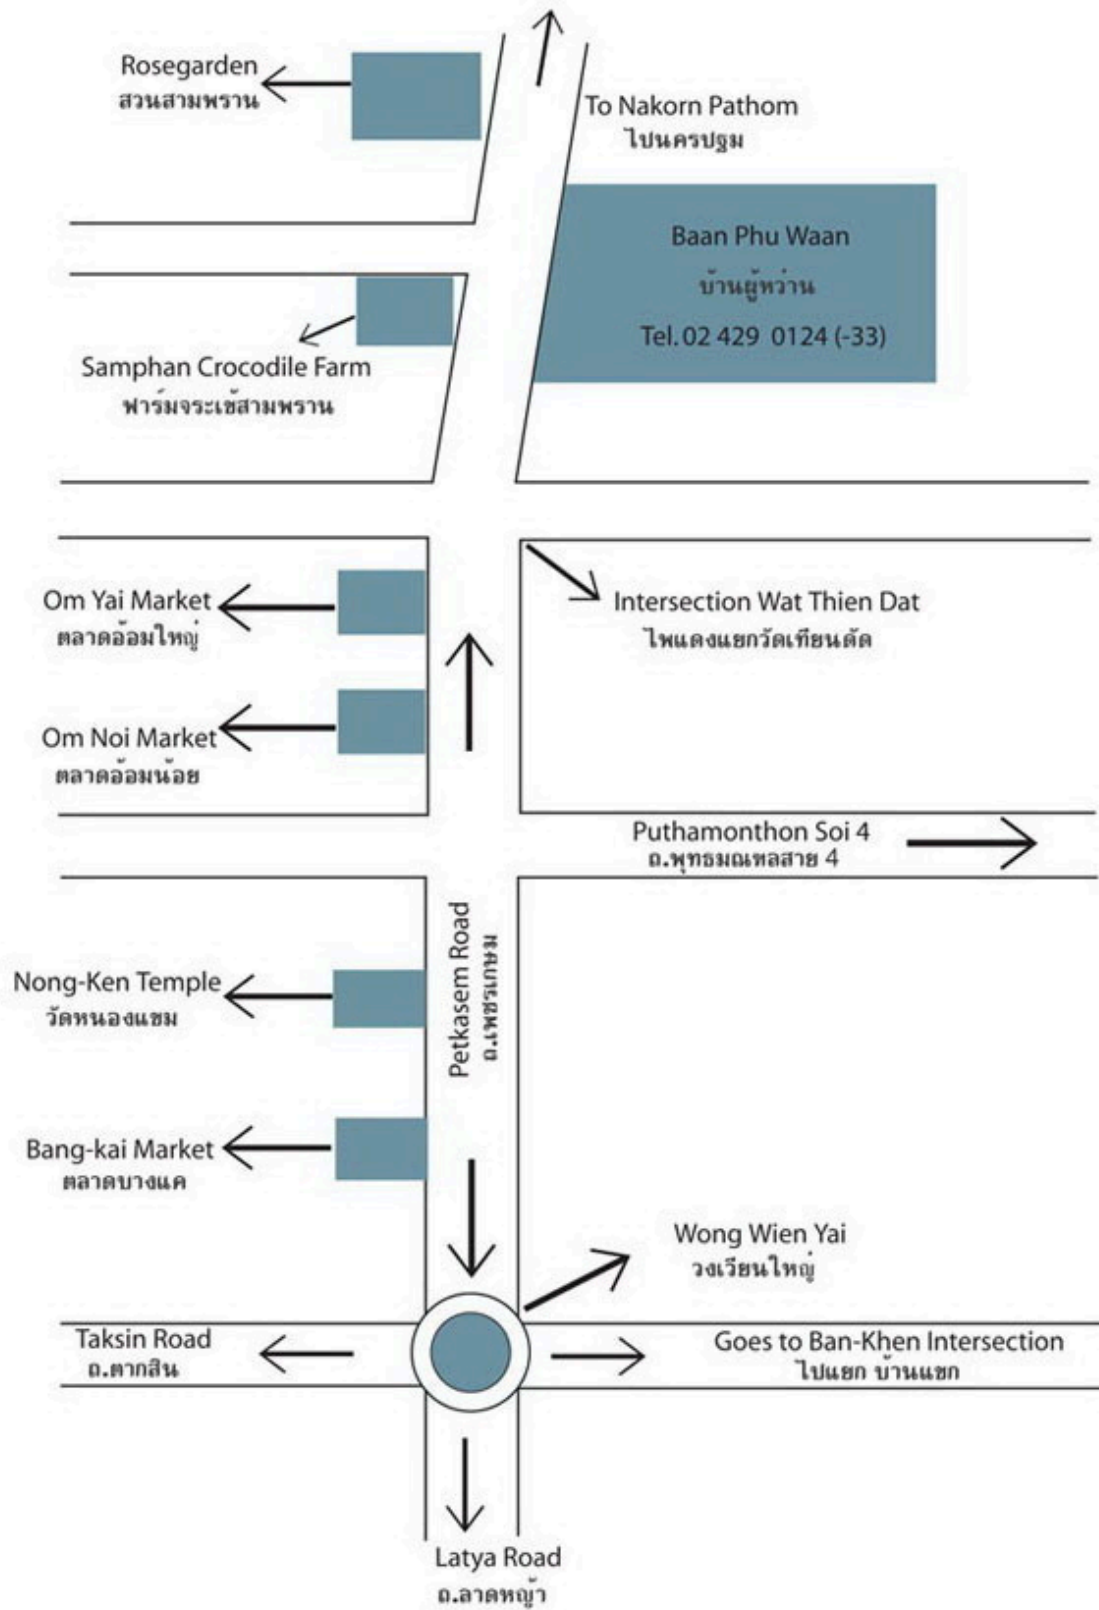 Rosegarden
สวนสามพราน
To Nakorn Pathom
ไปนครปฐม
Baan Phu Waan
บ้านผู้หว่าน
Tel. 02 429 0124 (-33)
Samphan Crocodile Farm
ฟาร์มจระเข้สามพราน
Om Yai Market
ตลาดอ้อมใหญ่
Intersection Wat Thien Dat
ไฟแดงแยกวัดเทียนดัด
Om Noi Market
ตลาดอ้อมน้อย
Puthamonthon Soi 4
ถ.พุทธมณฑลสาย 4
Petkasem Road
ถ.เพชรเกษม
Nong-Ken Temple
วัดหนองแขม
Bang-kai Market
ตลาดบางแค
Wong Wien Yai
วงเวียนใหญ่
Taksin Road
ถ.ตากสิน
Goes to Ban-Khen Intersection
ไปแยก บ้านแขก
Latya Road
ถ.ลาดหญ้า